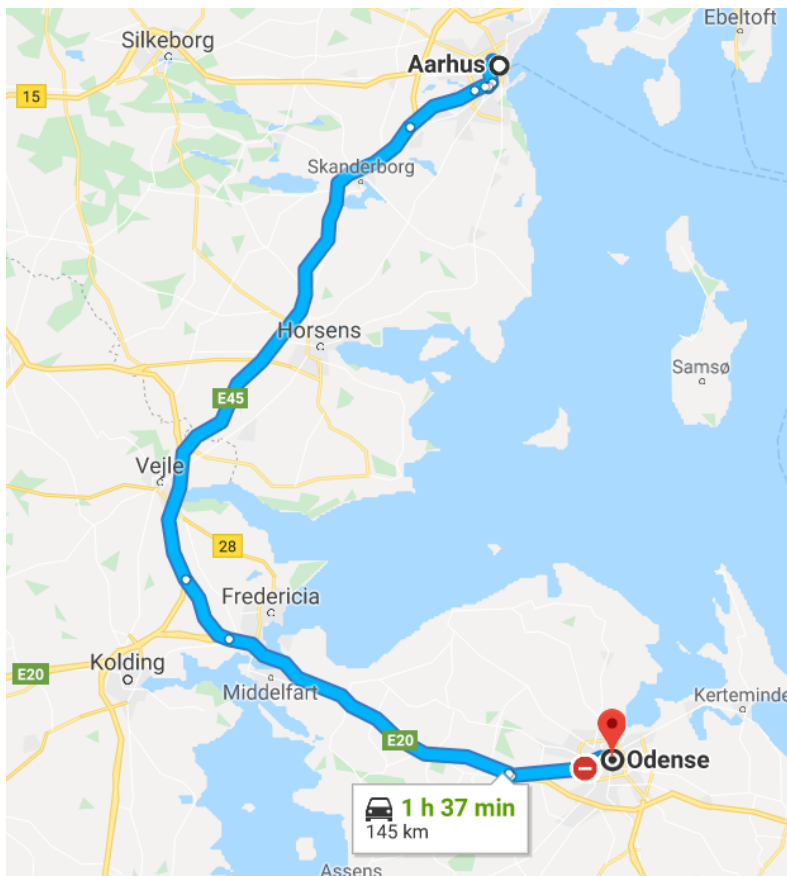 Ebeltoft
Silkeborg
Aarhus
15
Skanderborg
Horsens
Samsø
E45
Vejle
28
Fredericia
Kolding
E20
Middelfart
Kerteminde
E20
Odense
1 h 37 min
145 km
Assens